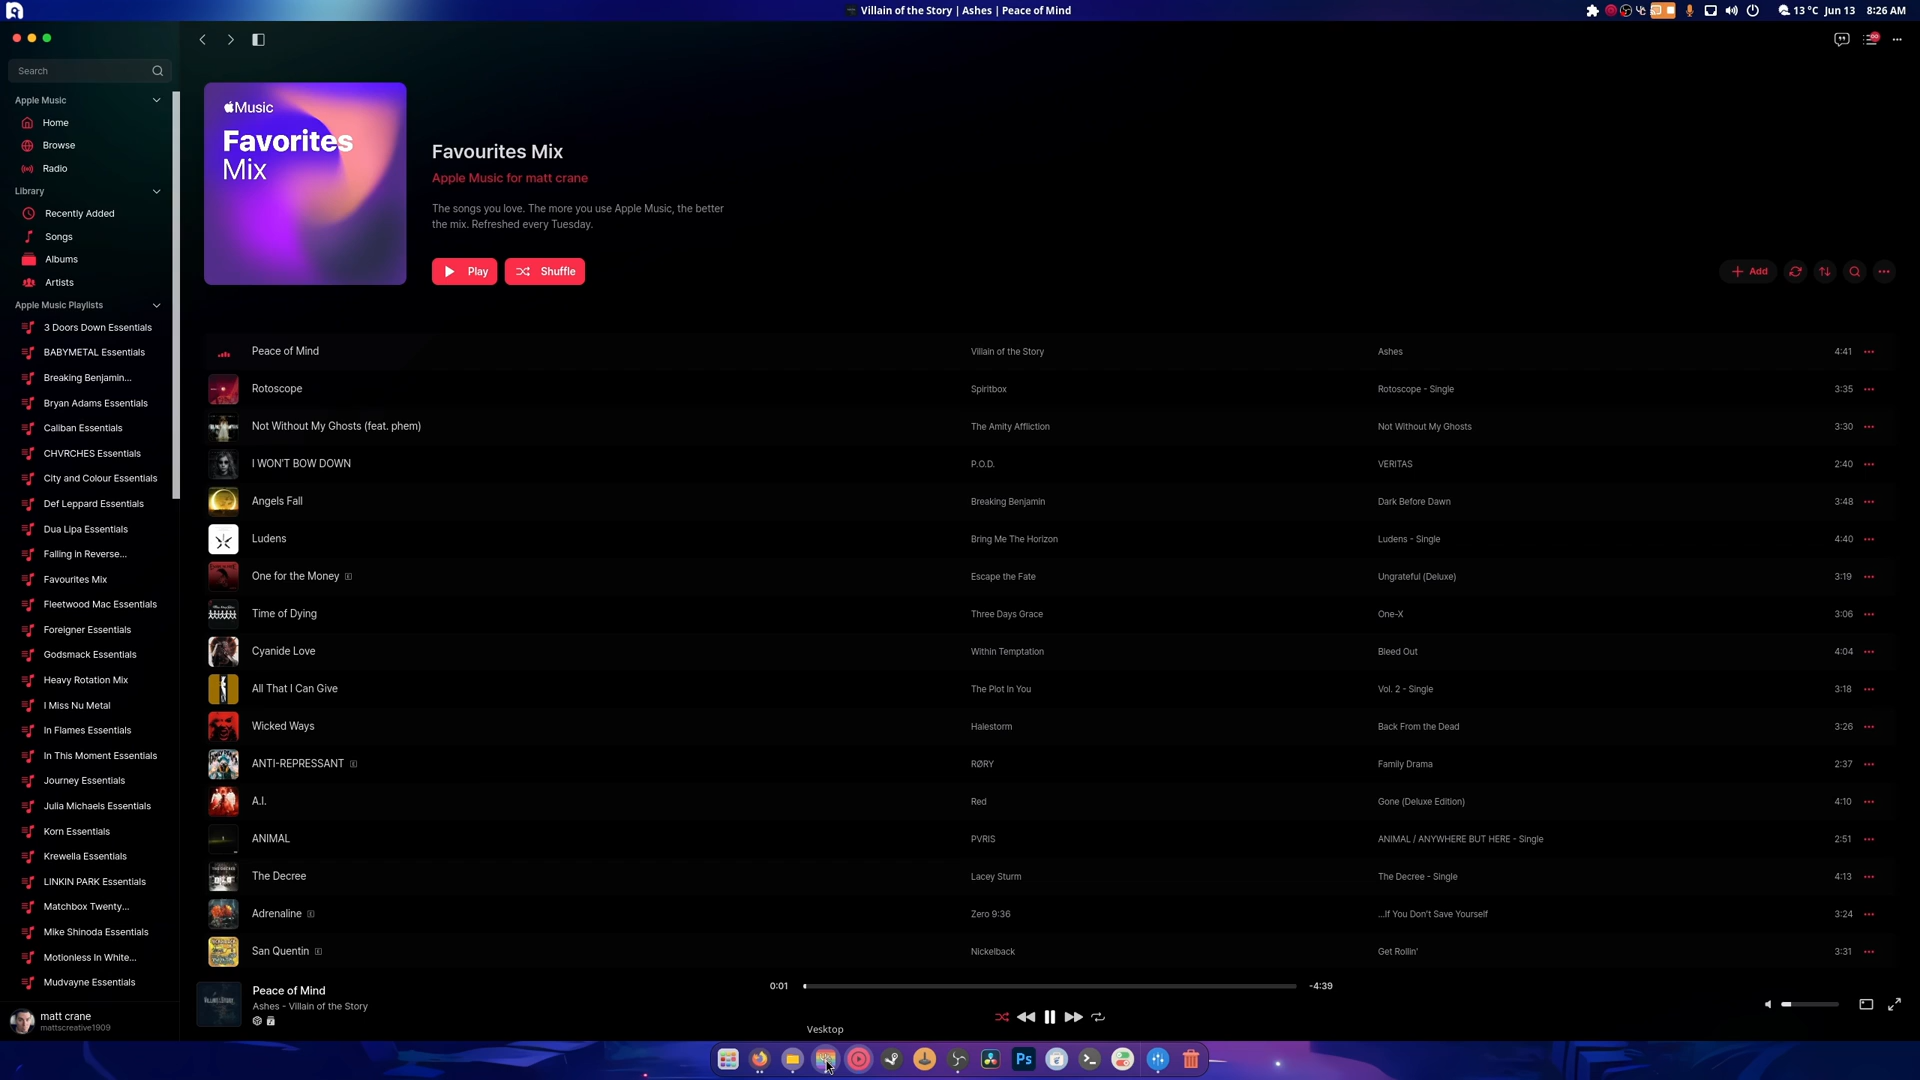 Villain of the Story | Ashes | Peace of Mind
13 °C Jun 13 8:26 AM
Search
Apple Music
Home
Browse
Radio
Library
Recently Added
Songs
Albums
Artists
Apple Music Playlists
3 Doors Down Essentials
BABYMETAL Essentials
Breaking Benjamin...
Bryan Adams Essentials
Caliban Essentials
CHVRCHES Essentials
City and Colour Essentials
Def Leppard Essentials
Dua Lipa Essentials
Falling in Reverse...
Favourites Mix
Fleetwood Mac Essentials
Foreigner Essentials
Godsmack Essentials
Heavy Rotation Mix
I Miss Nu Metal
In Flames Essentials
In This Moment Essentials
Journey Essentials
Julia Michaels Essentials
Korn Essentials
Krewella Essentials
LINKIN PARK Essentials
Matchbox Twenty...
Mike Shinoda Essentials
Motionless In White...
Mudvayne Essentials
matt crane
mattscreative1909
Music
Favorites
Mix
Favourites Mix
Apple Music for matt crane
The songs you love. The more you use Apple Music, the better
the mix. Refreshed every Tuesday.
Play
Shuffle
Add
Peace of Mind Villain of the Story Ashes 4:41
Rotoscope Spiritbox Rotoscope - Single 3:35
Not Without My Ghosts (feat. phem) The Amity Affliction Not Without My Ghosts 3:30
I WON'T BOW DOWN P.O.D. VERITAS 2:40
Angels Fall Breaking Benjamin Dark Before Dawn 3:48
Ludens Bring Me The Horizon Ludens - Single 4:40
One for the Money E Escape the Fate Ungrateful (Deluxe) 3:19
Time of Dying Three Days Grace One-X 3:06
Cyanide Love Within Temptation Bleed Out 4:04
All That I Can Give The Plot In You Vol. 2 - Single 3:18
Wicked Ways Halestorm Back From the Dead 3:26
ANTI-REPRESSANT E RØRY Family Drama 2:37
A.I. Red Gone (Deluxe Edition) 4:10
ANIMAL PVRIS ANIMAL / ANYWHERE BUT HERE - Single 2:51
The Decree Lacey Sturm The Decree - Single 4:13
Adrenaline E Zero 9:36 ...If You Don't Save Yourself 3:24
San Quentin E Nickelback Get Rollin' 3:31
Peace of Mind
Ashes - Villain of the Story
0:01
-4:39
Vesktop
Ps